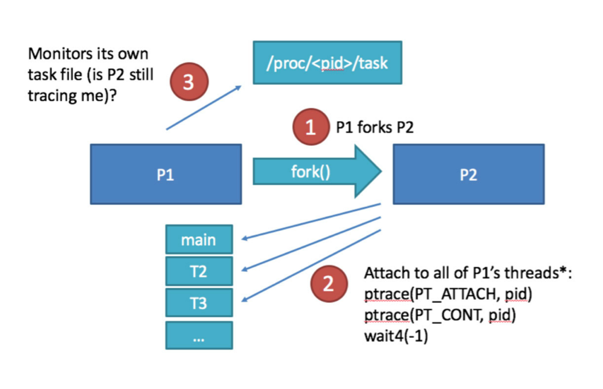 Monitors its own
task file (is P2 still
tracing me)?
3
/proc/<pid>/task
1
P1 forks P2
P1
fork()
P2
main
T2
T3
...
2
Attach to all of P1's threads*:
ptrace(PT_ATTACH, pid)
ptrace(PT_CONT, pid)
wait4(-1)